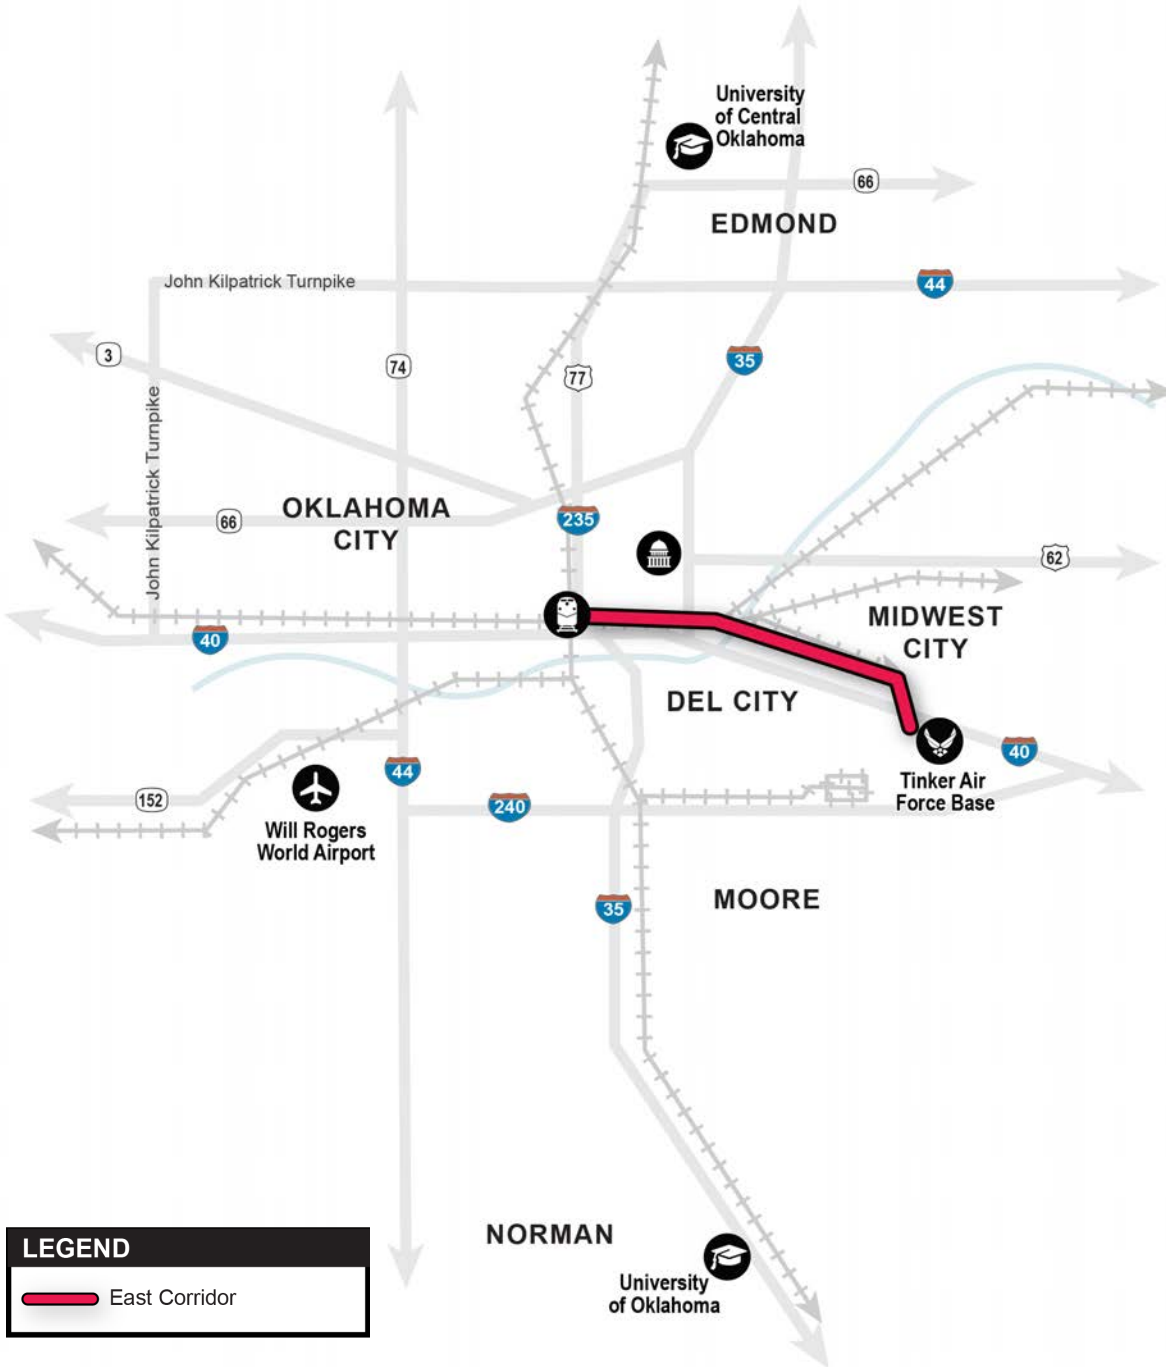 University
of Central
Oklahoma
66
EDMOND
John Kilpatrick Turnpike
44
3
35
74
77
John Kilpatrick Turnpike
OKLAHOMA
CITY
66
235
62
MIDWEST
CITY
40
DEL CITY
40
44
Tinker Air
Force Base
152
240
Will Rogers
World Airport
MOORE
35
NORMAN
University
of Oklahoma
LEGEND
East Corridor